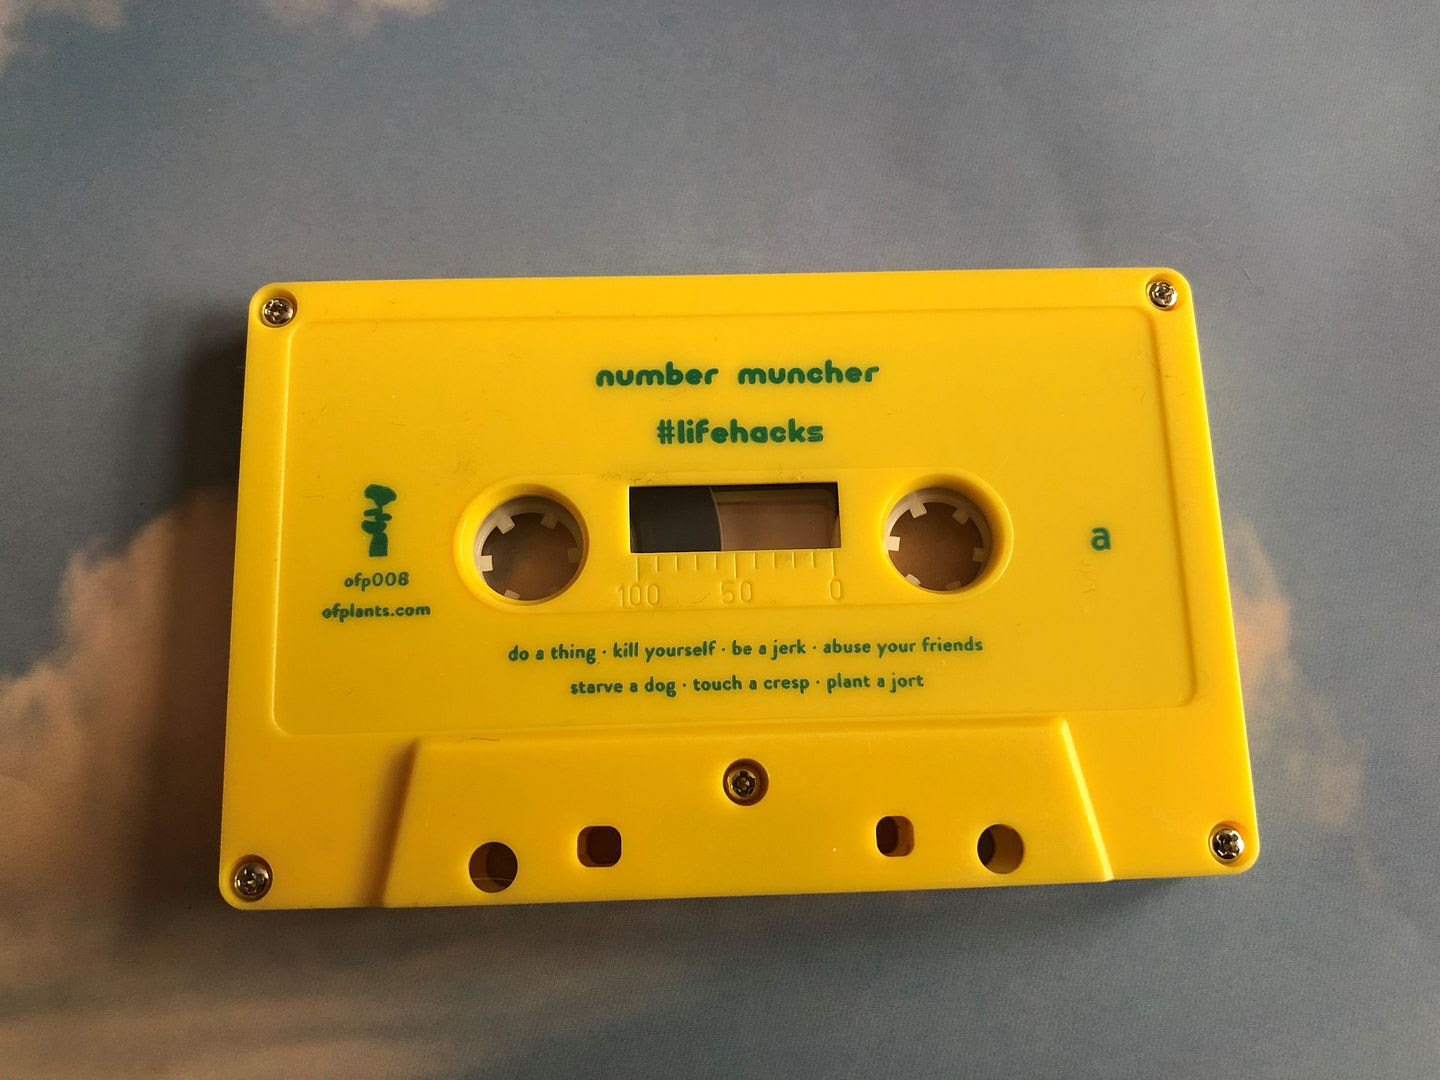 number muncher
#lifehacks
ofp008
ofplants.com
a
100 50 0
do a thing · kill yourself · be a jerk · abuse your friends
starve a dog · touch a cresp · plant a jort